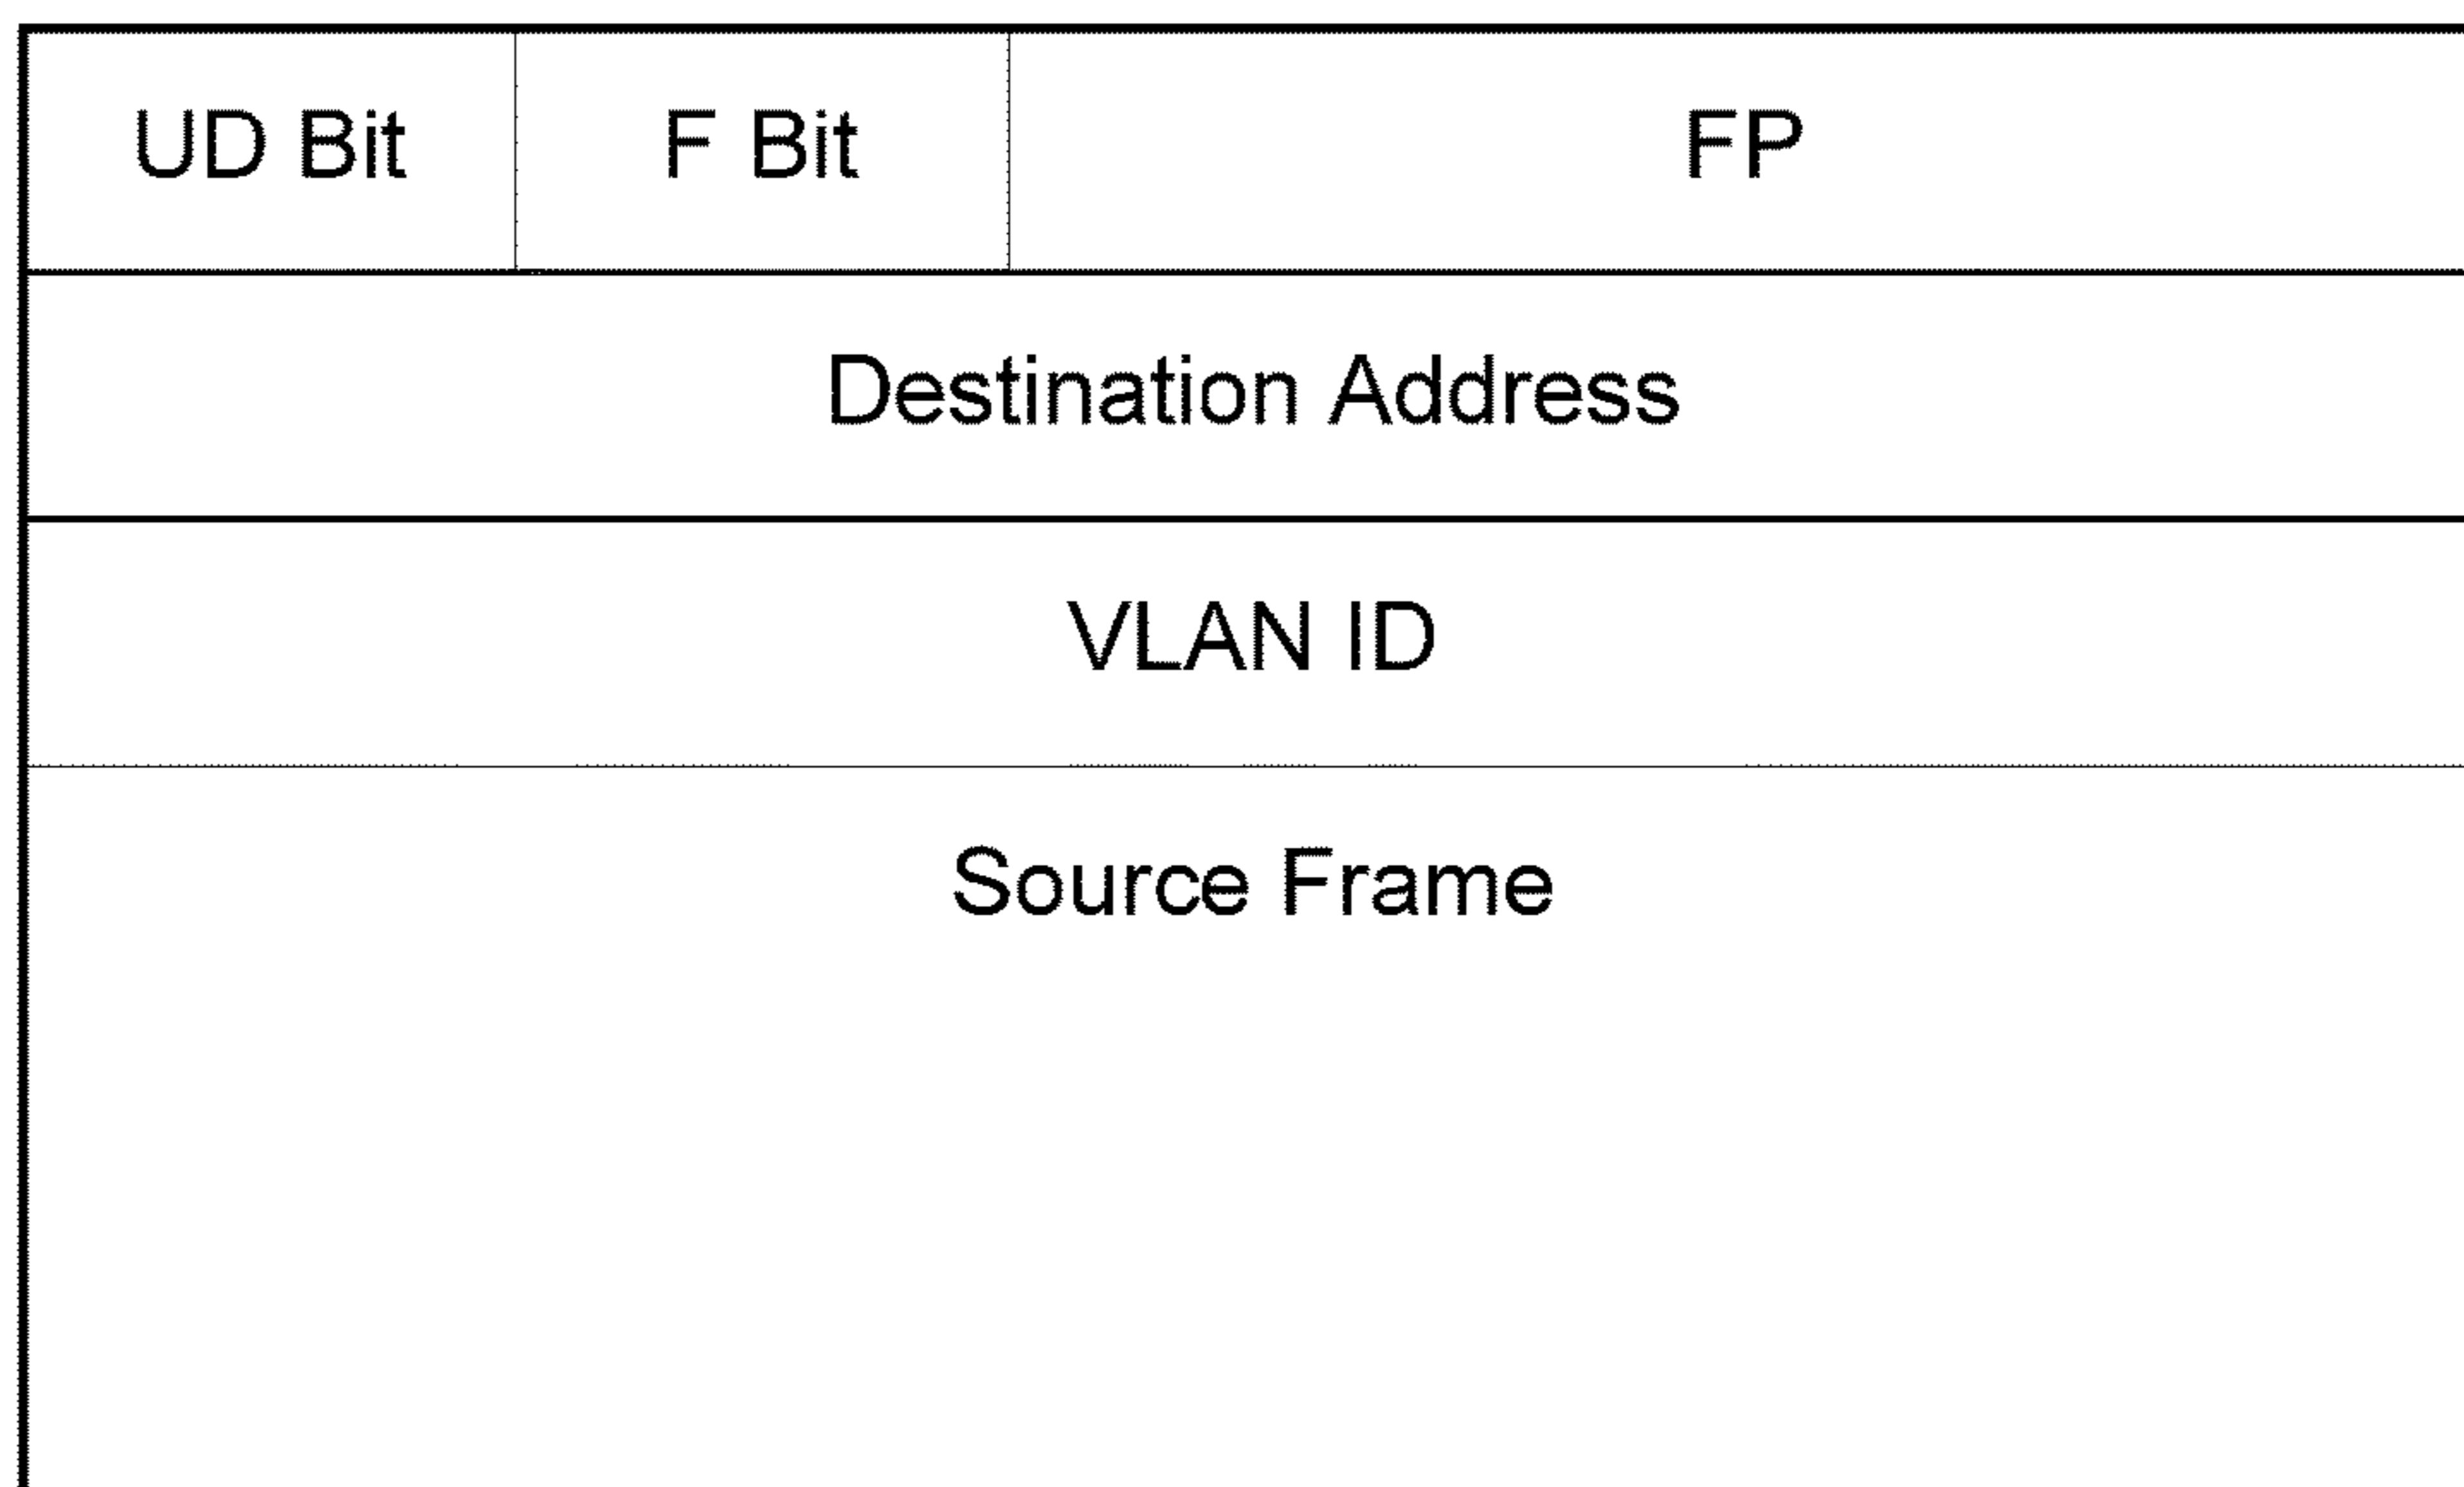 UD Bit F Bit FP
Destination Address
VLAN ID
Source Frame